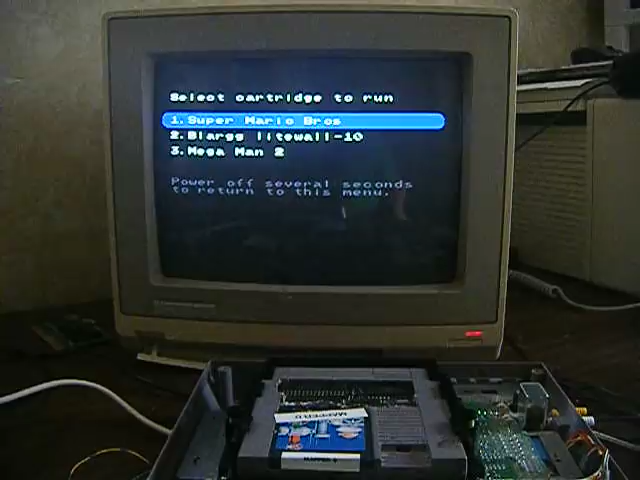 Select cartridge to run
1.Super Mario Bros
2.Blargg litewall-10
3.Mega Man 2
Power off several seconds
to return to this menu.